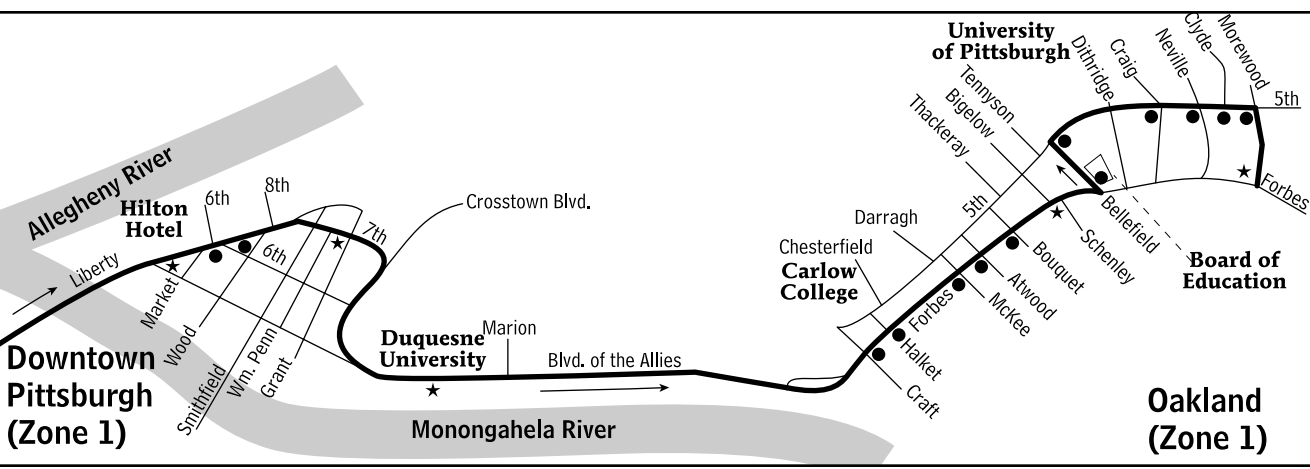 University
of Pittsburgh
Dithridge
Craig
Neville
Clyde
Morewood
5th
Tennyson
Bigelow
Thackeray
Allegheny River
Hilton
Hotel
6th
8th
7th
Crosstown Blvd.
Liberty
6th
Market
Wood
Smithfield
Wm. Penn
Grant
Downtown
Pittsburgh
(Zone 1)
Duquesne
University
Marion
Blvd. of the Allies
Monongahela River
Darragh
Chesterfield
Carlow
College
5th
Forbes
Bellefield
Schenley
Bouquet
Atwood
McKee
Forbes
Halket
Craft
Board of
Education
Oakland
(Zone 1)